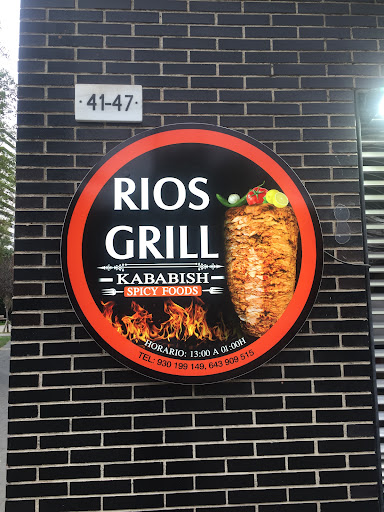 ·41-47·
RIOS
GRILL
KABABISH
SPICY FOODS
HORARIO: 13:00 A 01:00H
TEL: 930 199 149, 643 909 515